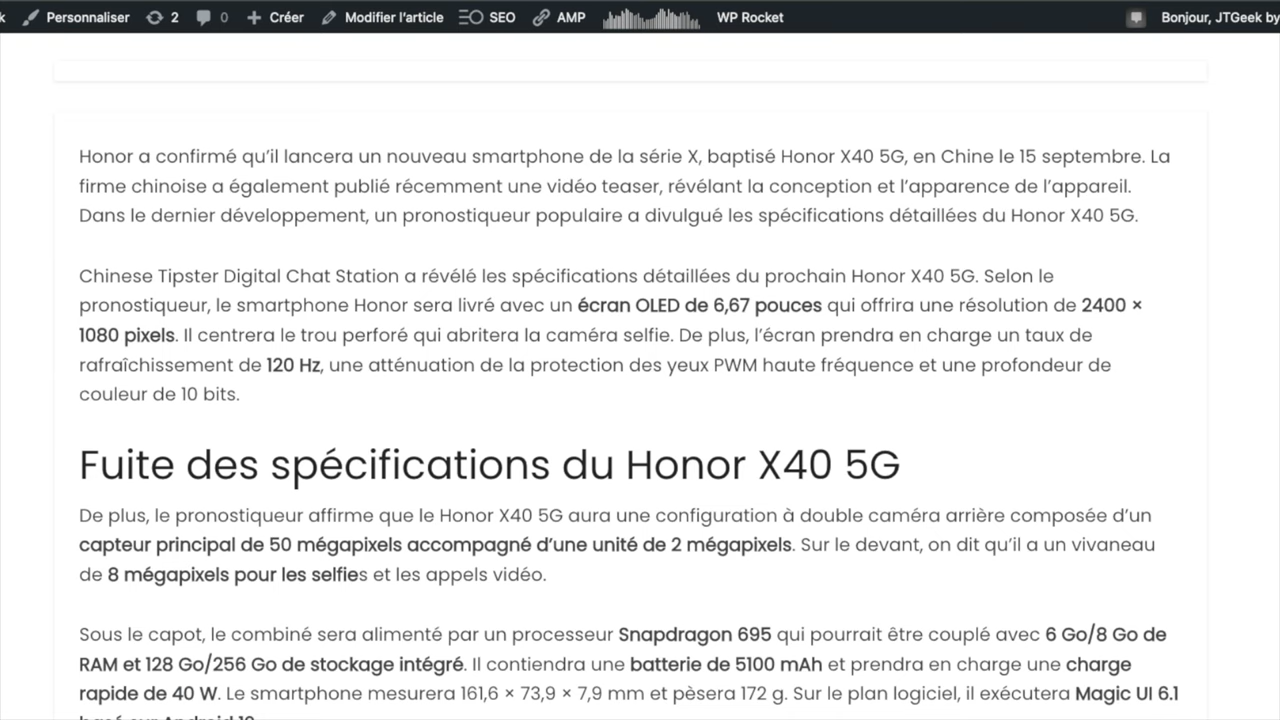 k Personnaliser 2 0 Créer Modifier l'article SEO AMP WP Rocket Bonjour, JTGeek by
Honor a confirmé qu'il lancera un nouveau smartphone de la série X, baptisé Honor X40 5G, en Chine le 15 septembre. La
firme chinoise a également publié récemment une vidéo teaser, révélant la conception et l'apparence de l'appareil.
Dans le dernier développement, un pronostiqueur populaire a divulgué les spécifications détaillées du Honor X40 5G.
Chinese Tipster Digital Chat Station a révélé les spécifications détaillées du prochain Honor X40 5G. Selon le
pronostiqueur, le smartphone Honor sera livré avec un écran OLED de 6,67 pouces qui offrira une résolution de 2400 ×
1080 pixels. Il centrera le trou perforé qui abritera la caméra selfie. De plus, l'écran prendra en charge un taux de
rafraîchissement de 120 Hz, une atténuation de la protection des yeux PWM haute fréquence et une profondeur de
couleur de 10 bits.
Fuite des spécifications du Honor X40 5G
De plus, le pronostiqueur affirme que le Honor X40 5G aura une configuration à double caméra arrière composée d'un
capteur principal de 50 mégapixels accompagné d'une unité de 2 mégapixels. Sur le devant, on dit qu'il a un vivaneau
de 8 mégapixels pour les selfies et les appels vidéo.
Sous le capot, le combiné sera alimenté par un processeur Snapdragon 695 qui pourrait être couplé avec 6 Go/8 Go de
RAM et 128 Go/256 Go de stockage intégré. Il contiendra une batterie de 5100 mAh et prendra en charge une charge
rapide de 40 W. Le smartphone mesurera 161,6 × 73,9 × 7,9 mm et pèsera 172 g. Sur le plan logiciel, il exécutera Magic UI 6.1
basé sur Android